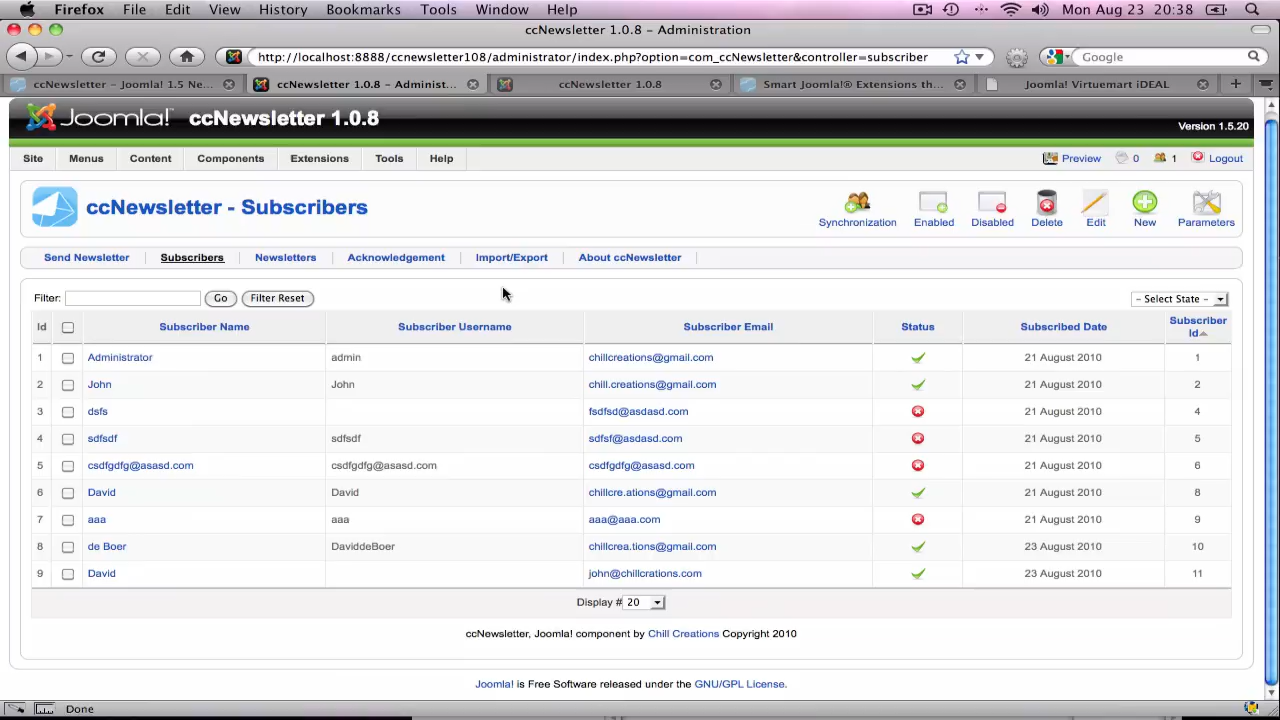 Firefox File Edit View History Bookmarks Tools Window Help Mon Aug 23 20:38
ccNewsletter 1.0.8 - Administration
http://localhost:8888/ccnewsletter108/administrator/index.php?option=com_ccNewsletter&controller=subscriber Google
ccNewsletter – Joomla! 1.5 Ne... ccNewsletter 1.0.8 - Administ... ccNewsletter 1.0.8 Smart Joomla!® Extensions th... Joomla! Virtuemart iDEAL
Joomla!™ ccNewsletter 1.0.8 Version 1.5.20
Site Menus Content Components Extensions Tools Help Preview 0 1 Logout
ccNewsletter - Subscribers Synchronization Enabled Disabled Delete Edit New Parameters
Send Newsletter Subscribers Newsletters Acknowledgement Import/Export About ccNewsletter
Filter: Go Filter Reset - Select State -
Id Subscriber Name Subscriber Username Subscriber Email Status Subscribed Date Subscriber Id
1 Administrator admin chillcreations@gmail.com 21 August 2010 1
2 John John chill.creations@gmail.com 21 August 2010 2
3 dsfs fsdfsd@asdasd.com 21 August 2010 4
4 sdfsdf sdfsdf sdfsf@asdasd.com 21 August 2010 5
5 csdfgdfg@asasd.com csdfgdfg@asasd.com csdfgdfg@asasd.com 21 August 2010 6
6 David David chillcre.ations@gmail.com 21 August 2010 8
7 aaa aaa aaa@aaa.com 21 August 2010 9
8 de Boer DaviddeBoer chillcrea.tions@gmail.com 23 August 2010 10
9 David john@chillcrations.com 23 August 2010 11
Display # 20
ccNewsletter, Joomla! component by Chill Creations Copyright 2010
Joomla! is Free Software released under the GNU/GPL License.
Done